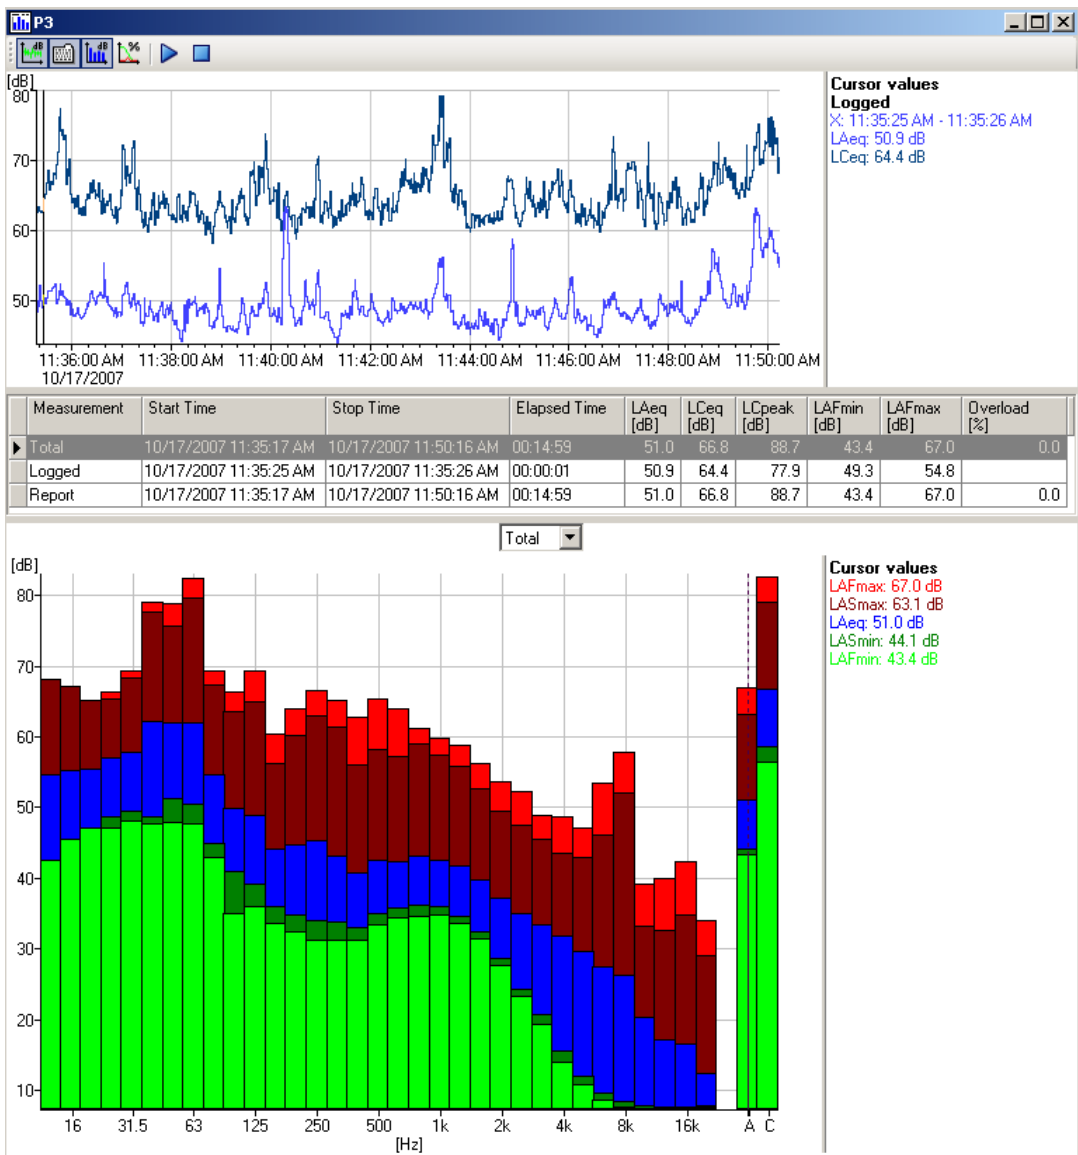 P3
[dB]
80
70
60
50
11:36:00 AM 11:38:00 AM 11:40:00 AM 11:42:00 AM 11:44:00 AM 11:46:00 AM 11:48:00 AM 11:50:00 AM
10/17/2007
Cursor values
Logged
X: 11:35:25 AM - 11:35:26 AM
LAeq: 50.9 dB
LCeq: 64.4 dB
Measurement Start Time Stop Time Elapsed Time LAeq [dB] LCeq [dB] LCpeak [dB] LAFmin [dB] LAFmax [dB] Overload [%]
Total 10/17/2007 11:35:17 AM 10/17/2007 11:50:16 AM 00:14:59 51.0 66.8 88.7 43.4 67.0 0.0
Logged 10/17/2007 11:35:25 AM 10/17/2007 11:35:26 AM 00:00:01 50.9 64.4 77.9 49.3 54.8
Report 10/17/2007 11:35:17 AM 10/17/2007 11:50:16 AM 00:14:59 51.0 66.8 88.7 43.4 67.0 0.0
Total
[dB]
80
70
60
50
40
30
20
10
16 31.5 63 125 250 500 1k 2k 4k 8k 16k A C
[Hz]
Cursor values
LAFmax: 67.0 dB
LASmax: 63.1 dB
LAeq: 51.0 dB
LASmin: 44.1 dB
LAFmin: 43.4 dB